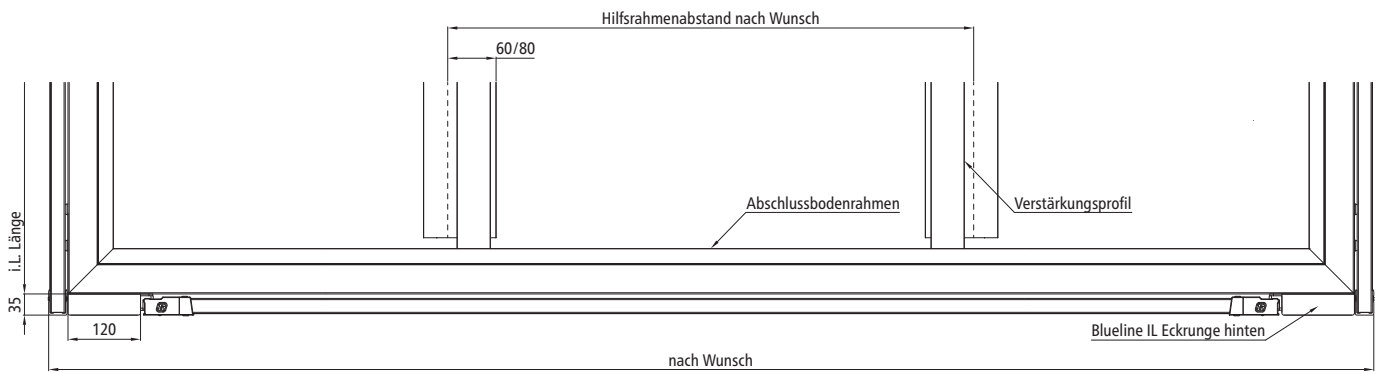 Hilfsrahmenabstand nach Wunsch
60/80
Abschlussbodenrahmen
Verstärkungsprofil
i.L. Länge
35
120
Blueline IL Eckrunge hinten
nach Wunsch